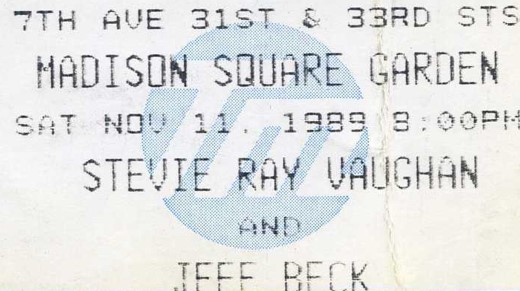 7TH AVE 31ST & 33RD STS
MADISON SQUARE GARDEN
SAT NOV 11, 1989 8:00PM
STEVIE RAY VAUGHAN
AND
JEFF BECK